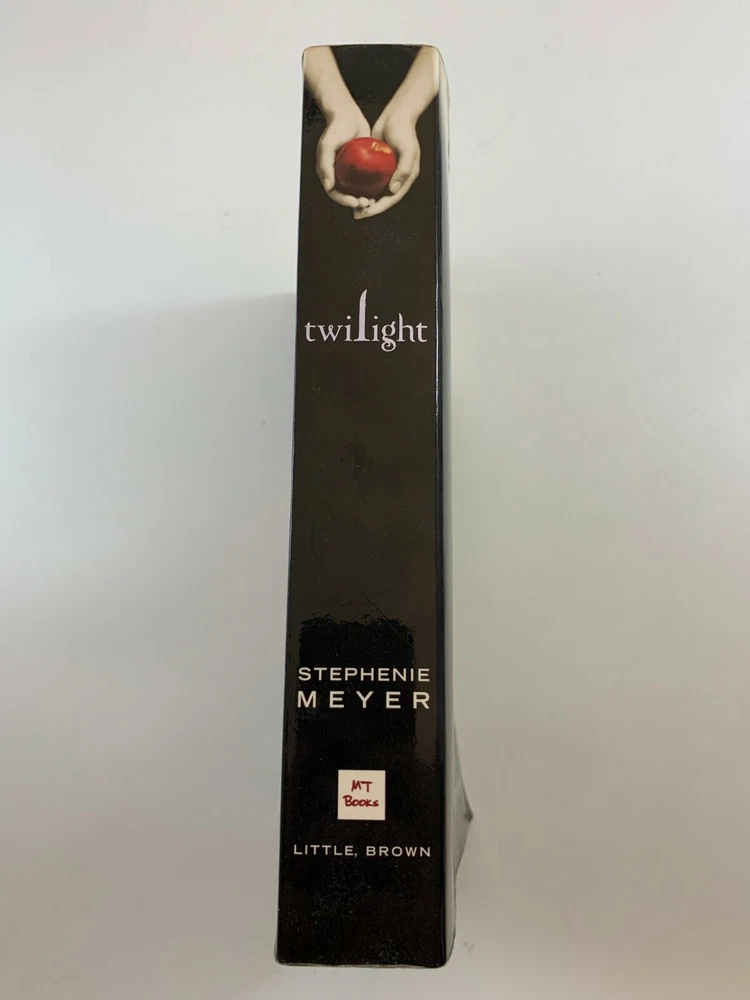 twilight
STEPHENIE
MEYER
MT
BOOKS
LITTLE, BROWN